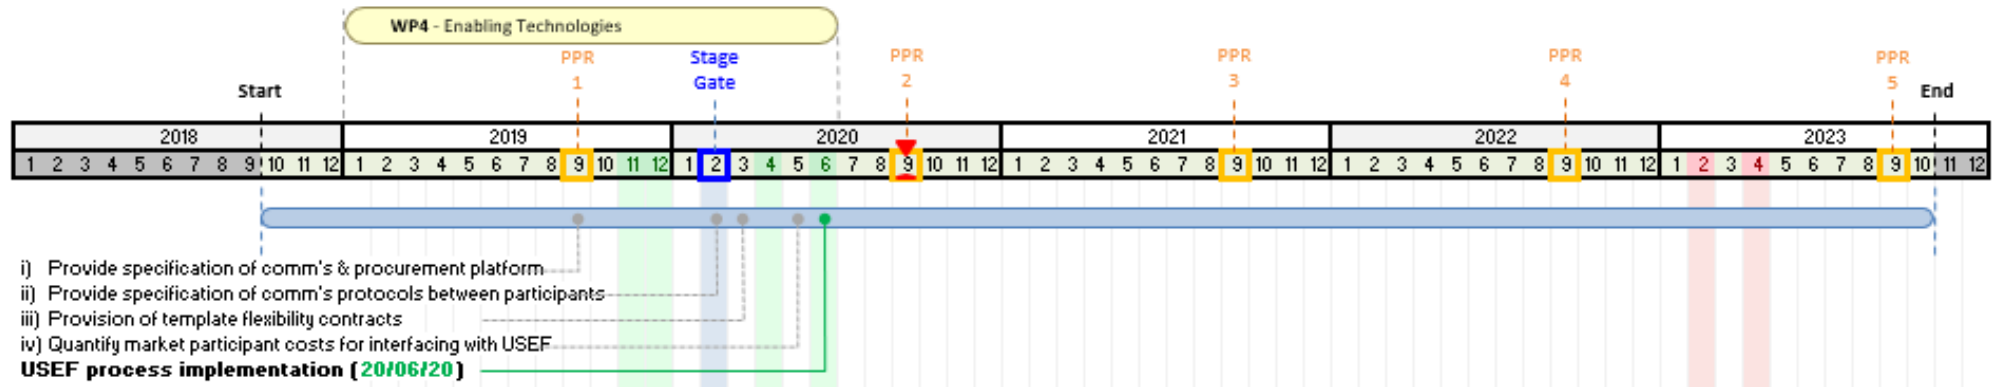 WP4 - Enabling Technologies
PPR Stage PPR PPR PPR PPR
1 Gate 2 3 4 5
Start End
2018 2019 2020 2021 2022 2023
1 2 3 4 5 6 7 8 9 10 11 12 1 2 3 4 5 6 7 8 9 10 11 12 1 2 3 4 5 6 7 8 9 10 11 12 1 2 3 4 5 6 7 8 9 10 11 12 1 2 3 4 5 6 7 8 9 10 11 12 1 2 3 4 5 6 7 8 9 10 11 12
i) Provide specification of comm's & procurement platform
ii) Provide specification of comm's protocols between participants
iii) Provision of template flexibility contracts
iv) Quantify market participant costs for interfacing with USEF
USEF process implementation (20/06/20)